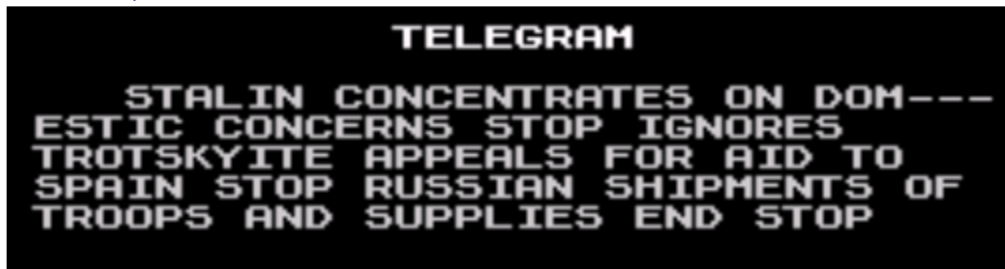 TELEGRAM
STALIN CONCENTRATES ON DOM---
ESTIC CONCERNS STOP IGNORES
TROTSKYITE APPEALS FOR AID TO
SPAIN STOP RUSSIAN SHIPMENTS OF
TROOPS AND SUPPLIES END STOP